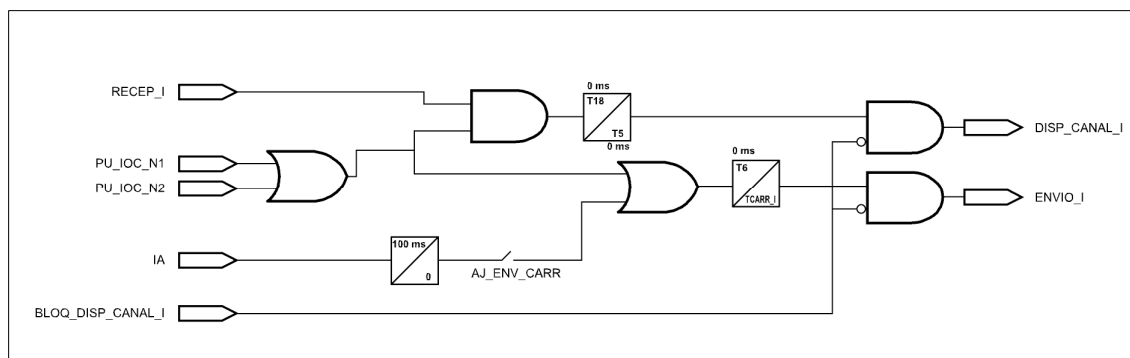 0 ms
RECEP_I
T18
T5
0 ms
DISP_CANAL_I
PU_IOC_N1
PU_IOC_N2
0 ms
T6
TCARR_I
ENVIO_I
IA
100 ms
0
AJ_ENV_CARR
BLOQ_DISP_CANAL_I